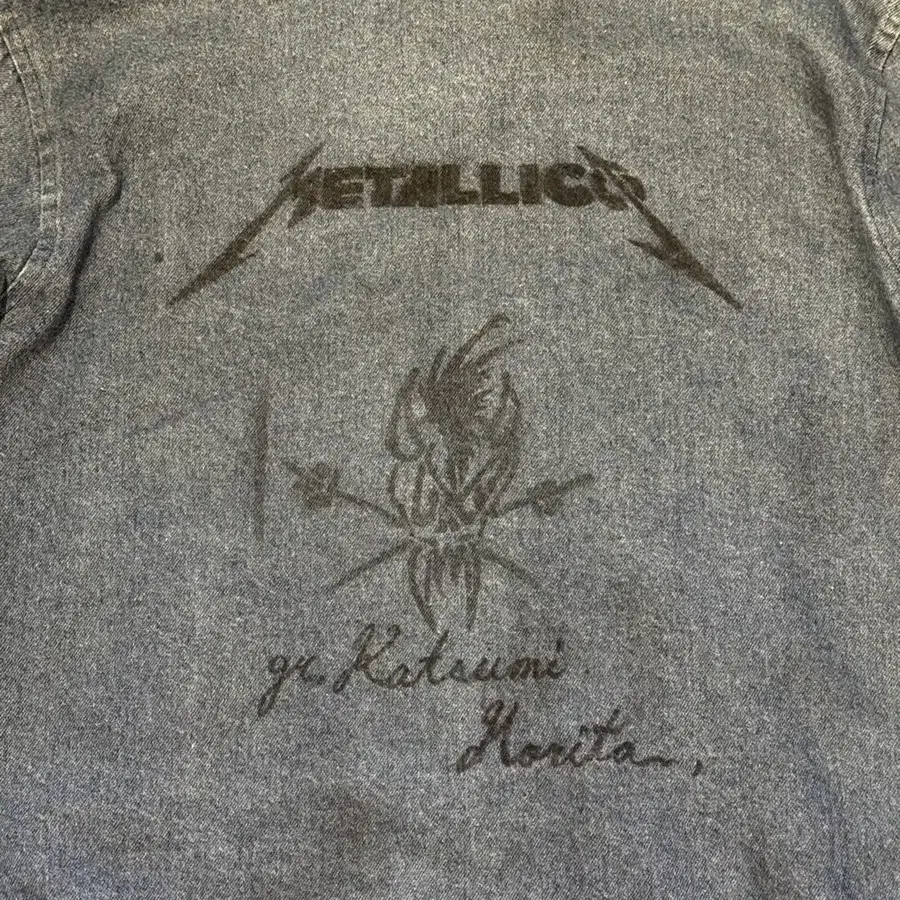 METALLICA
gr. Katsumi
Horita,